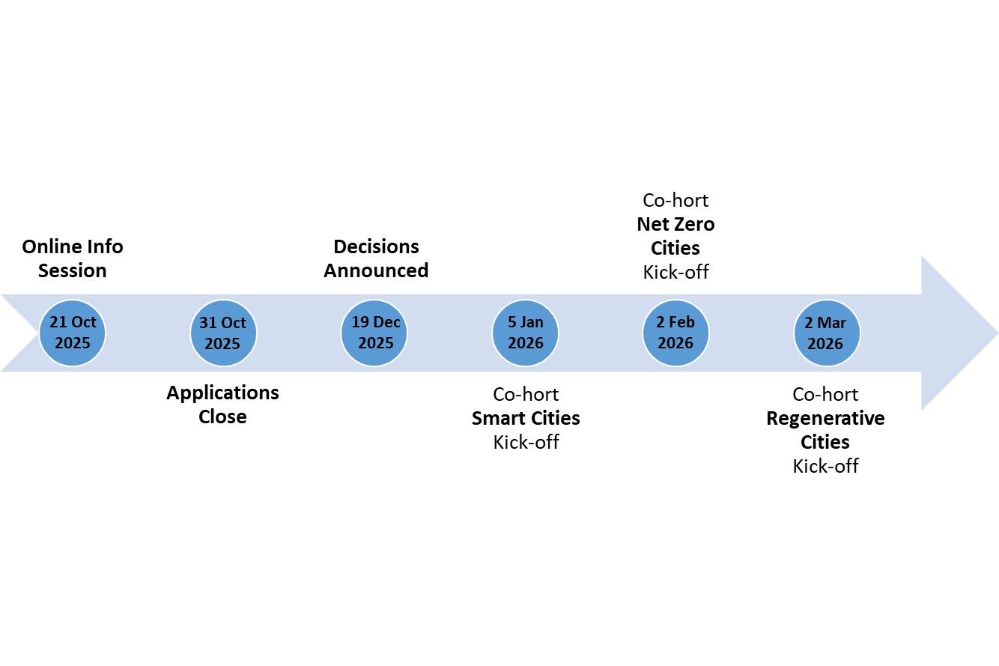 Online Info
Session
21 Oct
2025
31 Oct
2025
Applications
Close
Decisions
Announced
19 Dec
2025
5 Jan
2026
Co-hort
Smart Cities
Kick-off
Co-hort
Net Zero
Cities
Kick-off
2 Feb
2026
2 Mar
2026
Co-hort
Regenerative
Cities
Kick-off